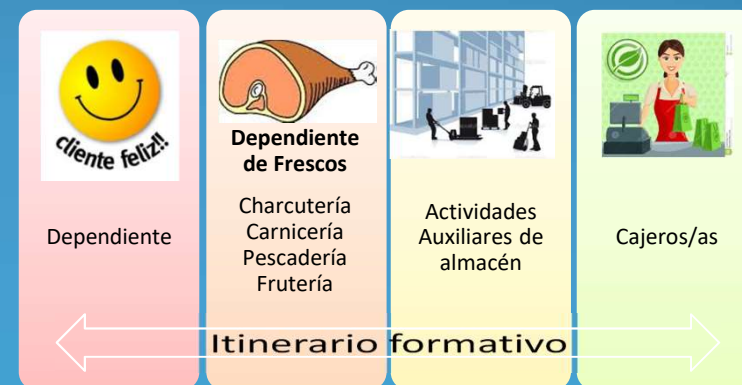 cliente feliz!!
Dependiente
Dependiente
de Frescos
Charcutería
Carnicería
Pescadería
Frutería
Actividades
Auxiliares de
almacén
Cajeros/as
Itinerario formativo